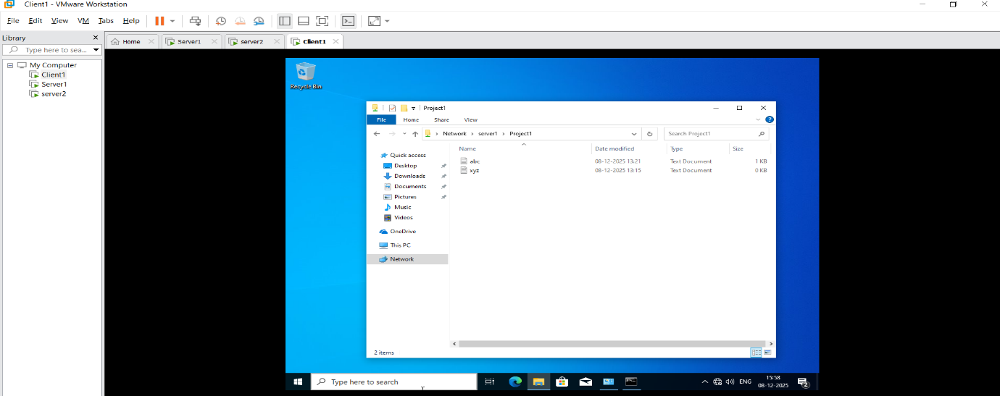 Client1 - VMware Workstation
File Edit View VM Tabs Help
Library
Type here to sea...
My Computer
Client1
Server1
server2
Home
Server1
server2
Client1
Recycle Bin
Project1
File Home Share View
Network server1 Project1
Search Project1
Quick access
Desktop
Downloads
Documents
Pictures
Music
Videos
OneDrive
This PC
Network
Name Date modified Type Size
abc 08-12-2025 13:21 Text Document 1 KB
xyz 08-12-2025 13:15 Text Document 0 KB
2 items
Type here to search
ENG
15:58
08-12-2025
2